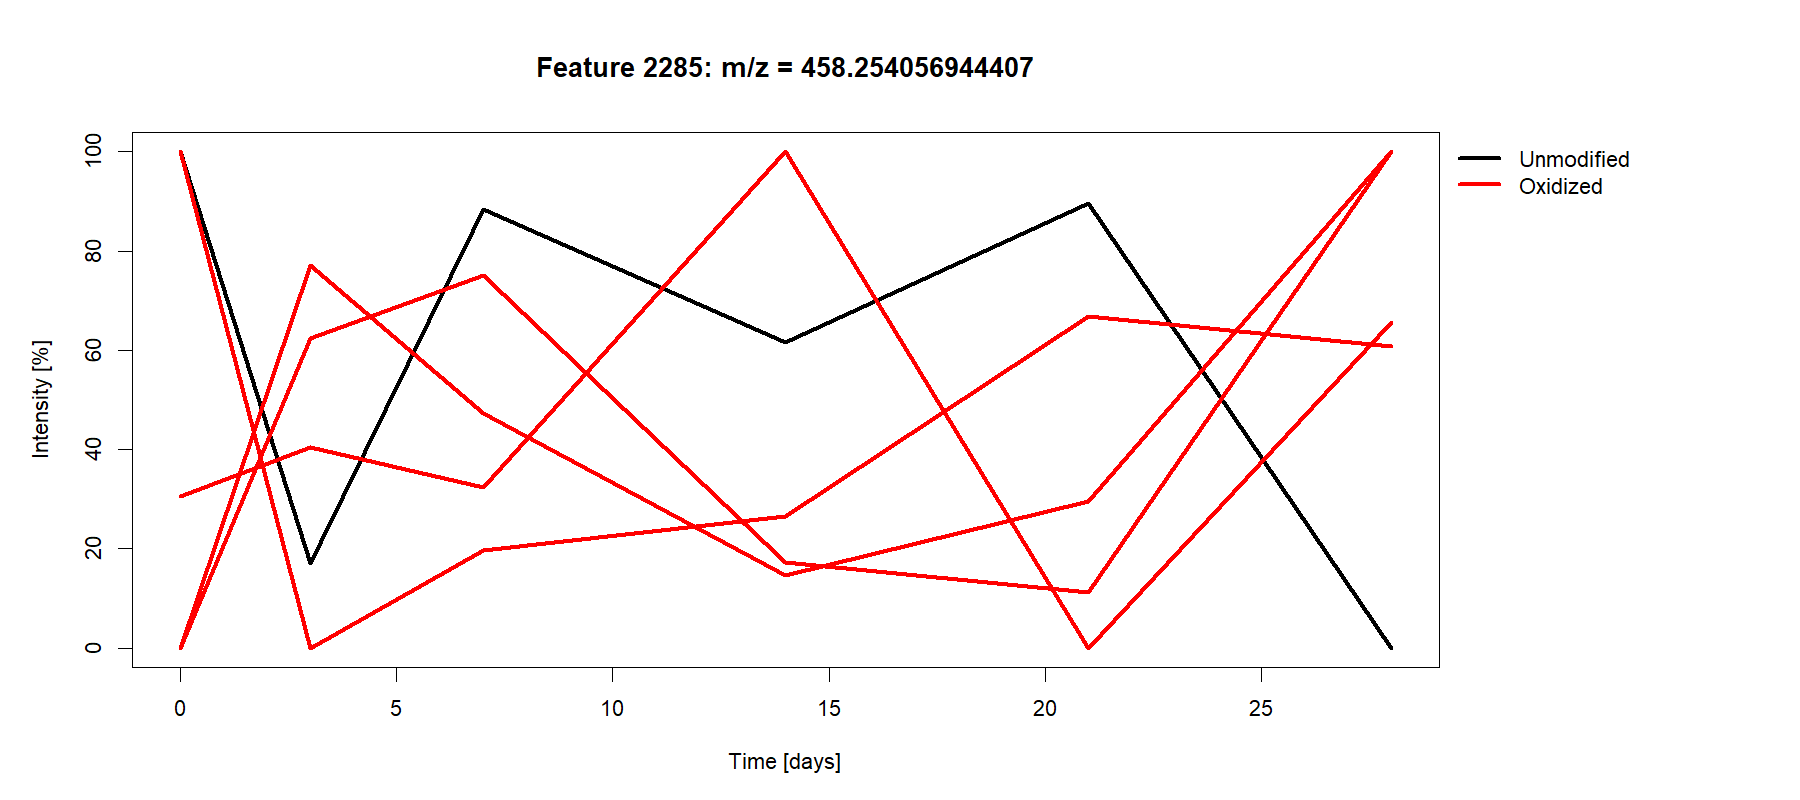 Feature 2285: m/z = 458.254056944407
100
80
60
40
20
0
Intensity [%]
0 5 10 15 20 25
Time [days]
Unmodified
Oxidized